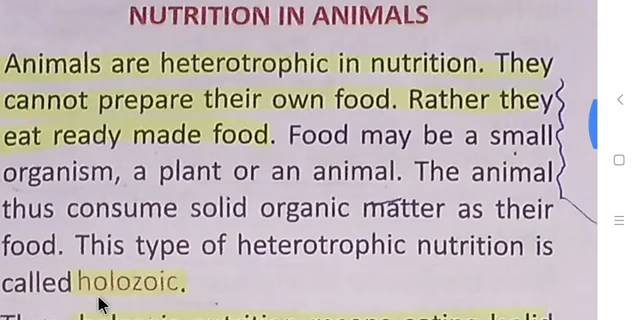 NUTRITION IN ANIMALS
Animals are heterotrophic in nutrition. They
cannot prepare their own food. Rather they
eat ready made food. Food may be a small
organism, a plant or an animal. The animal
thus consume solid organic matter as their
food. This type of heterotrophic nutrition is
called holozoic.